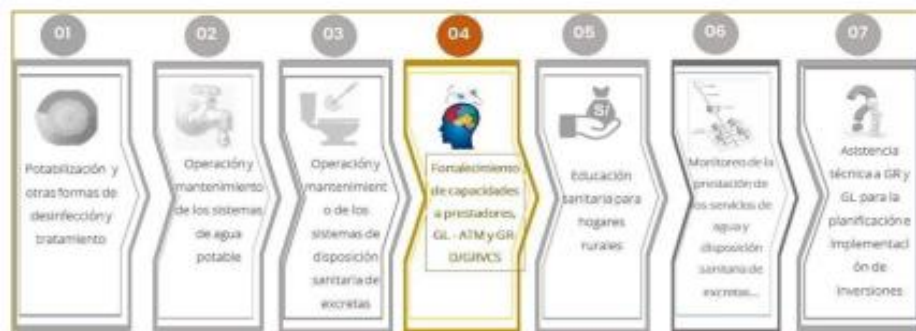 01
Potabilización y
otras formas de
desinfección y
tratamiento
02
Operación y
mantenimiento
de los sistemas
de agua
potable
03
Operación y
mantenimient
o de los
sistemas de
disposición
sanitaria de
excretas
04
Fortalecimiento
de capacidades
a prestadores,
GL - ATM y GR-
05
Sí
Educación
sanitaria para
hogares
rurales
06
Monitoreo de la
prestación de
los servicios de
agua y
disposición
sanitaria de
excretas...
07
Asistencia
técnica a GR y
GL para la
planificación e
implementaci
ón de
inversiones